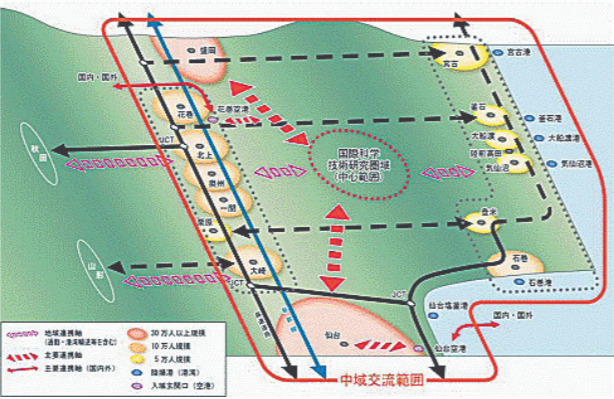 盛岡
宮古
宮古港
国内・国外
花巻
花巻空港
釜石
釜石港
JCT
大船渡
大船渡港
秋田
北上
国際科学
技術研究圏域
(中心範囲)
陸前高田
気仙沼
気仙沼港
奥州
一関
栗原
登米
山形
大崎
石巻
石巻港
JCT
JCT
仙台塩釜港
国内・国外
仙台
仙台空港
中域交流範囲
地域連携軸
北東連携軸
主要連携軸(国内外)
30万人以上規模
10万人規模
5万人規模
隣接港(港湾)
入域玄関口(空港)